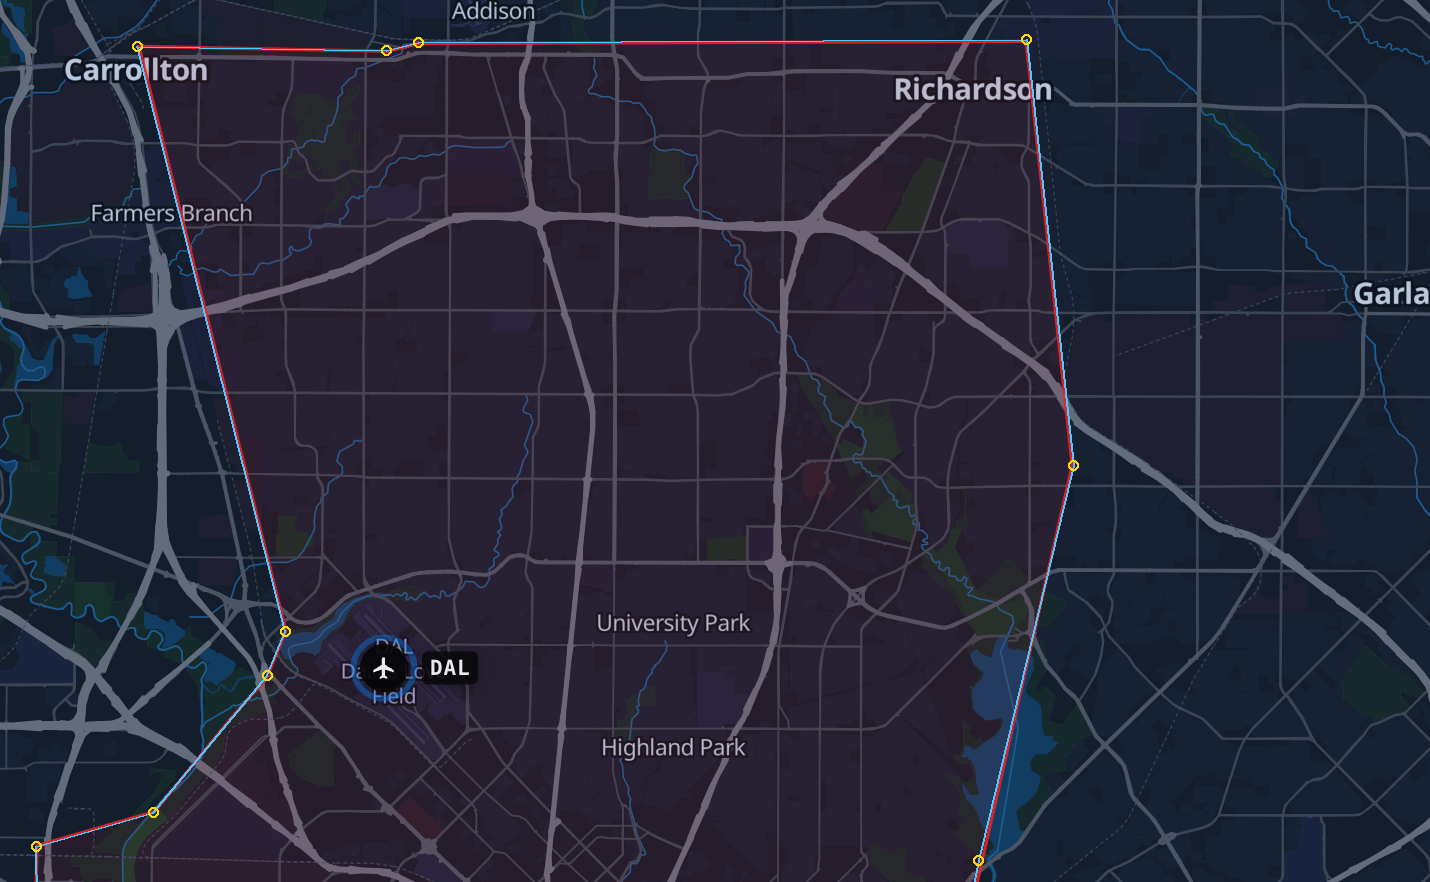 Addison
Carrollton
Richardson
Farmers Branch
Garla
University Park
DAL
DAL
Field
Highland Park